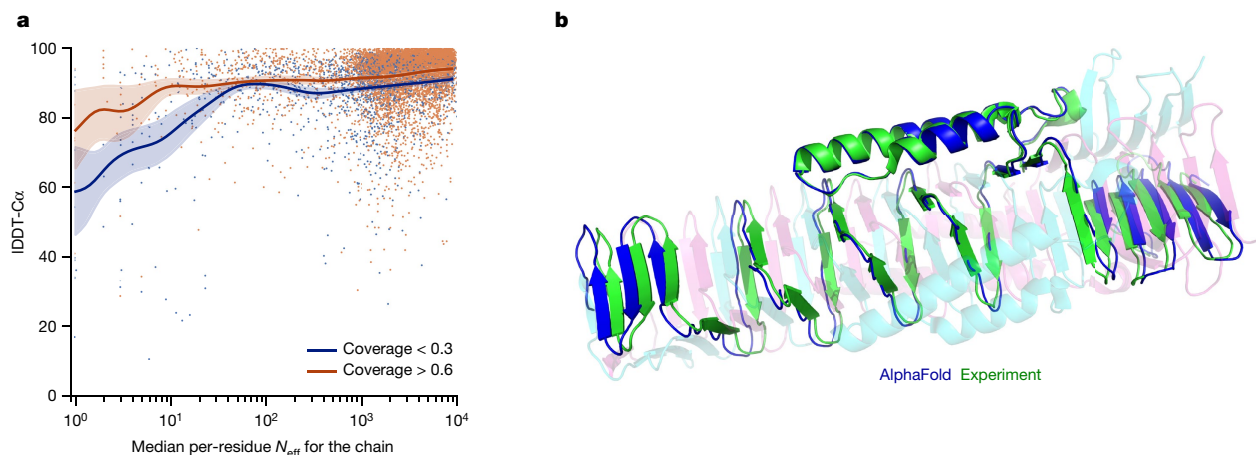 a
100
80
60
40
20
0
lDDT-Cα
Coverage < 0.3
Coverage > 0.6
10⁰ 10¹ 10² 10³ 10⁴
Median per-residue Neff for the chain
b
AlphaFold Experiment